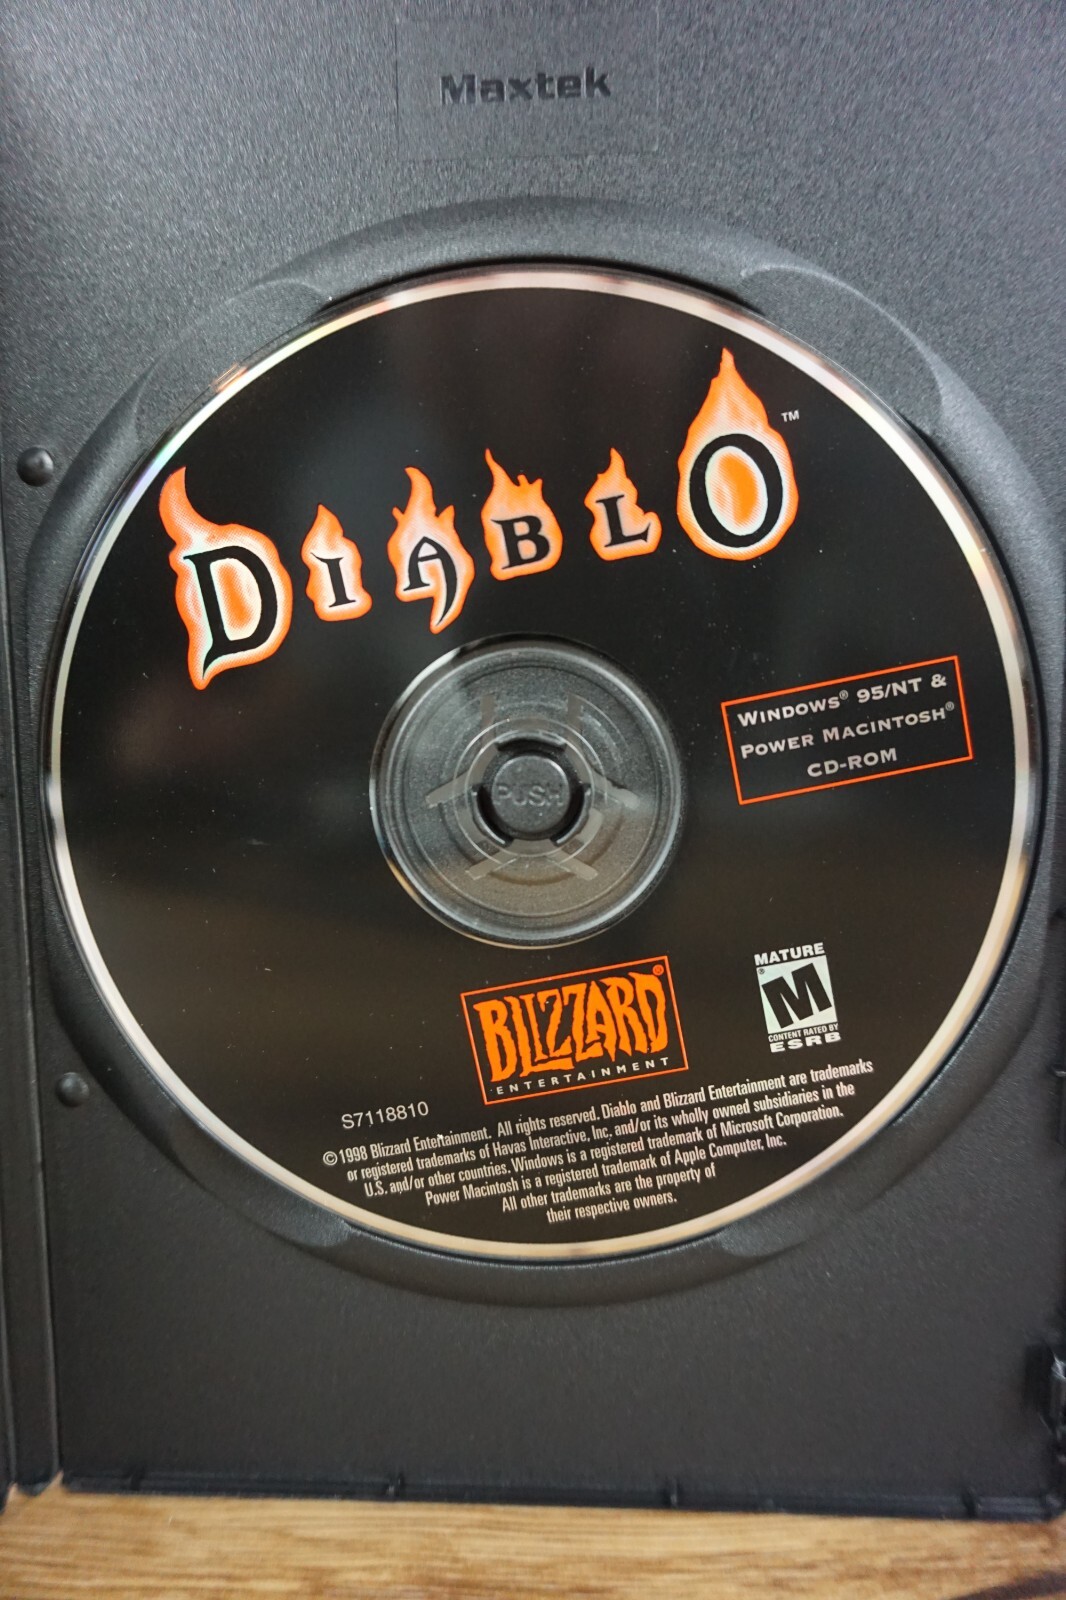 Maxtek
DIABLO™
WINDOWS® 95/NT &
POWER MACINTOSH®
CD-ROM
PUSH
BLIZZARD®
ENTERTAINMENT
MATURE
M®
CONTENT RATED BY
ESRB
S7118810
©1998 Blizzard Entertainment. All rights reserved. Diablo and Blizzard Entertainment are trademarks
or registered trademarks of Havas Interactive, Inc. and/or its wholly owned subsidiaries in the
U.S. and/or other countries. Windows is a registered trademark of Microsoft Corporation.
Power Macintosh is a registered trademark of Apple Computer, Inc.
All other trademarks are the property of
their respective owners.